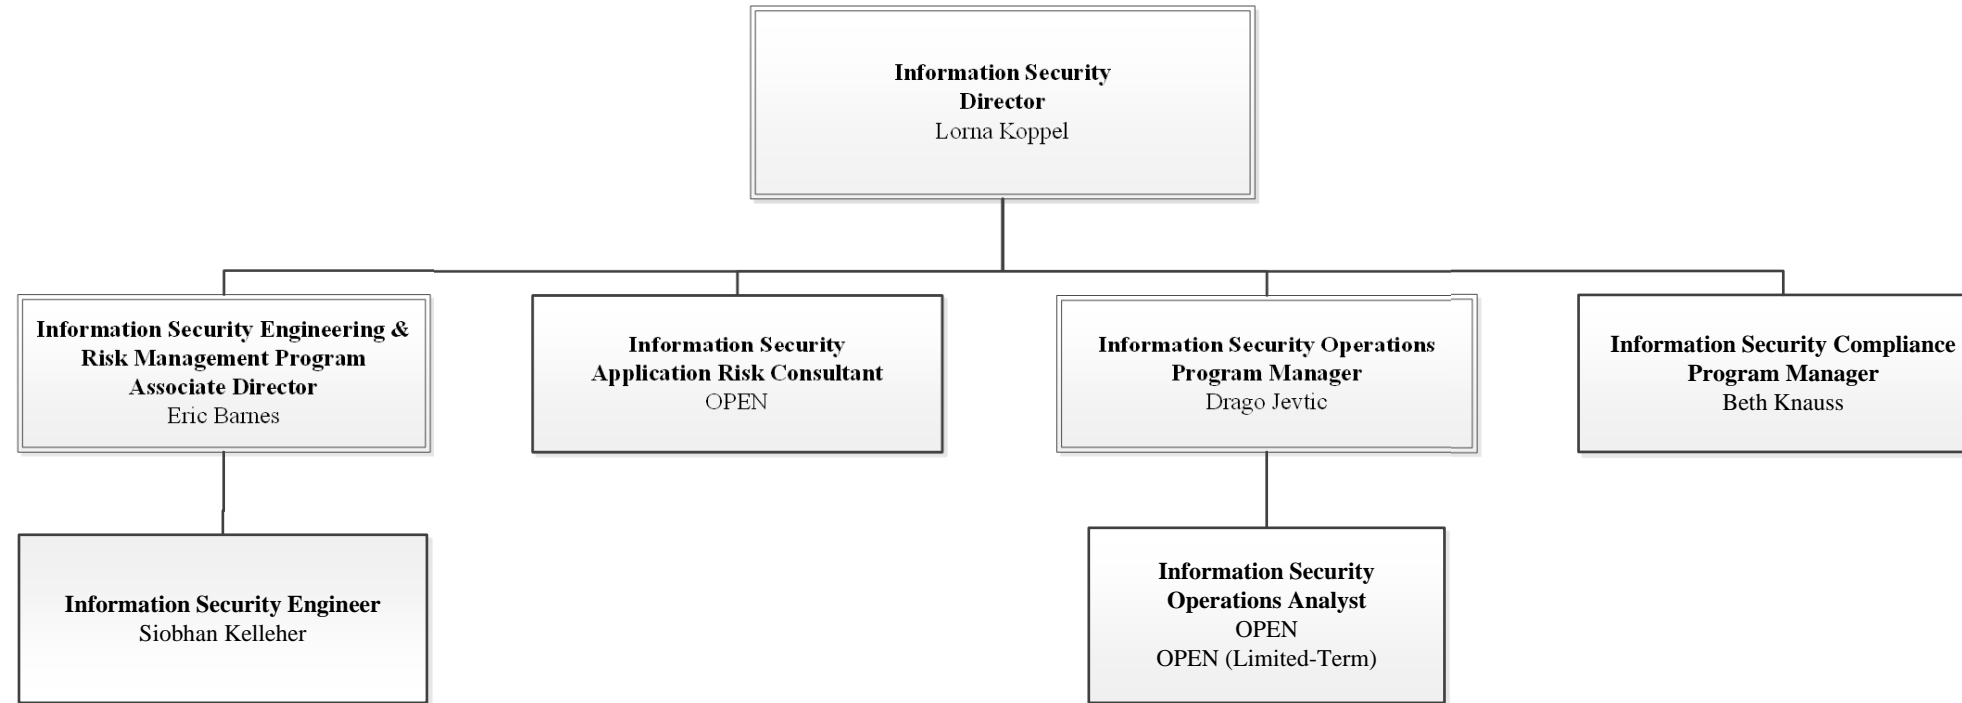 Information Security
Director
Lorna Koppel
Information Security Engineering &
Risk Management Program
Associate Director
Eric Barnes
Information Security
Application Risk Consultant
OPEN
Information Security Operations
Program Manager
Drago Jevtic
Information Security Compliance
Program Manager
Beth Knauss
Information Security Engineer
Siobhan Kelleher
Information Security
Operations Analyst
OPEN
OPEN (Limited-Term)